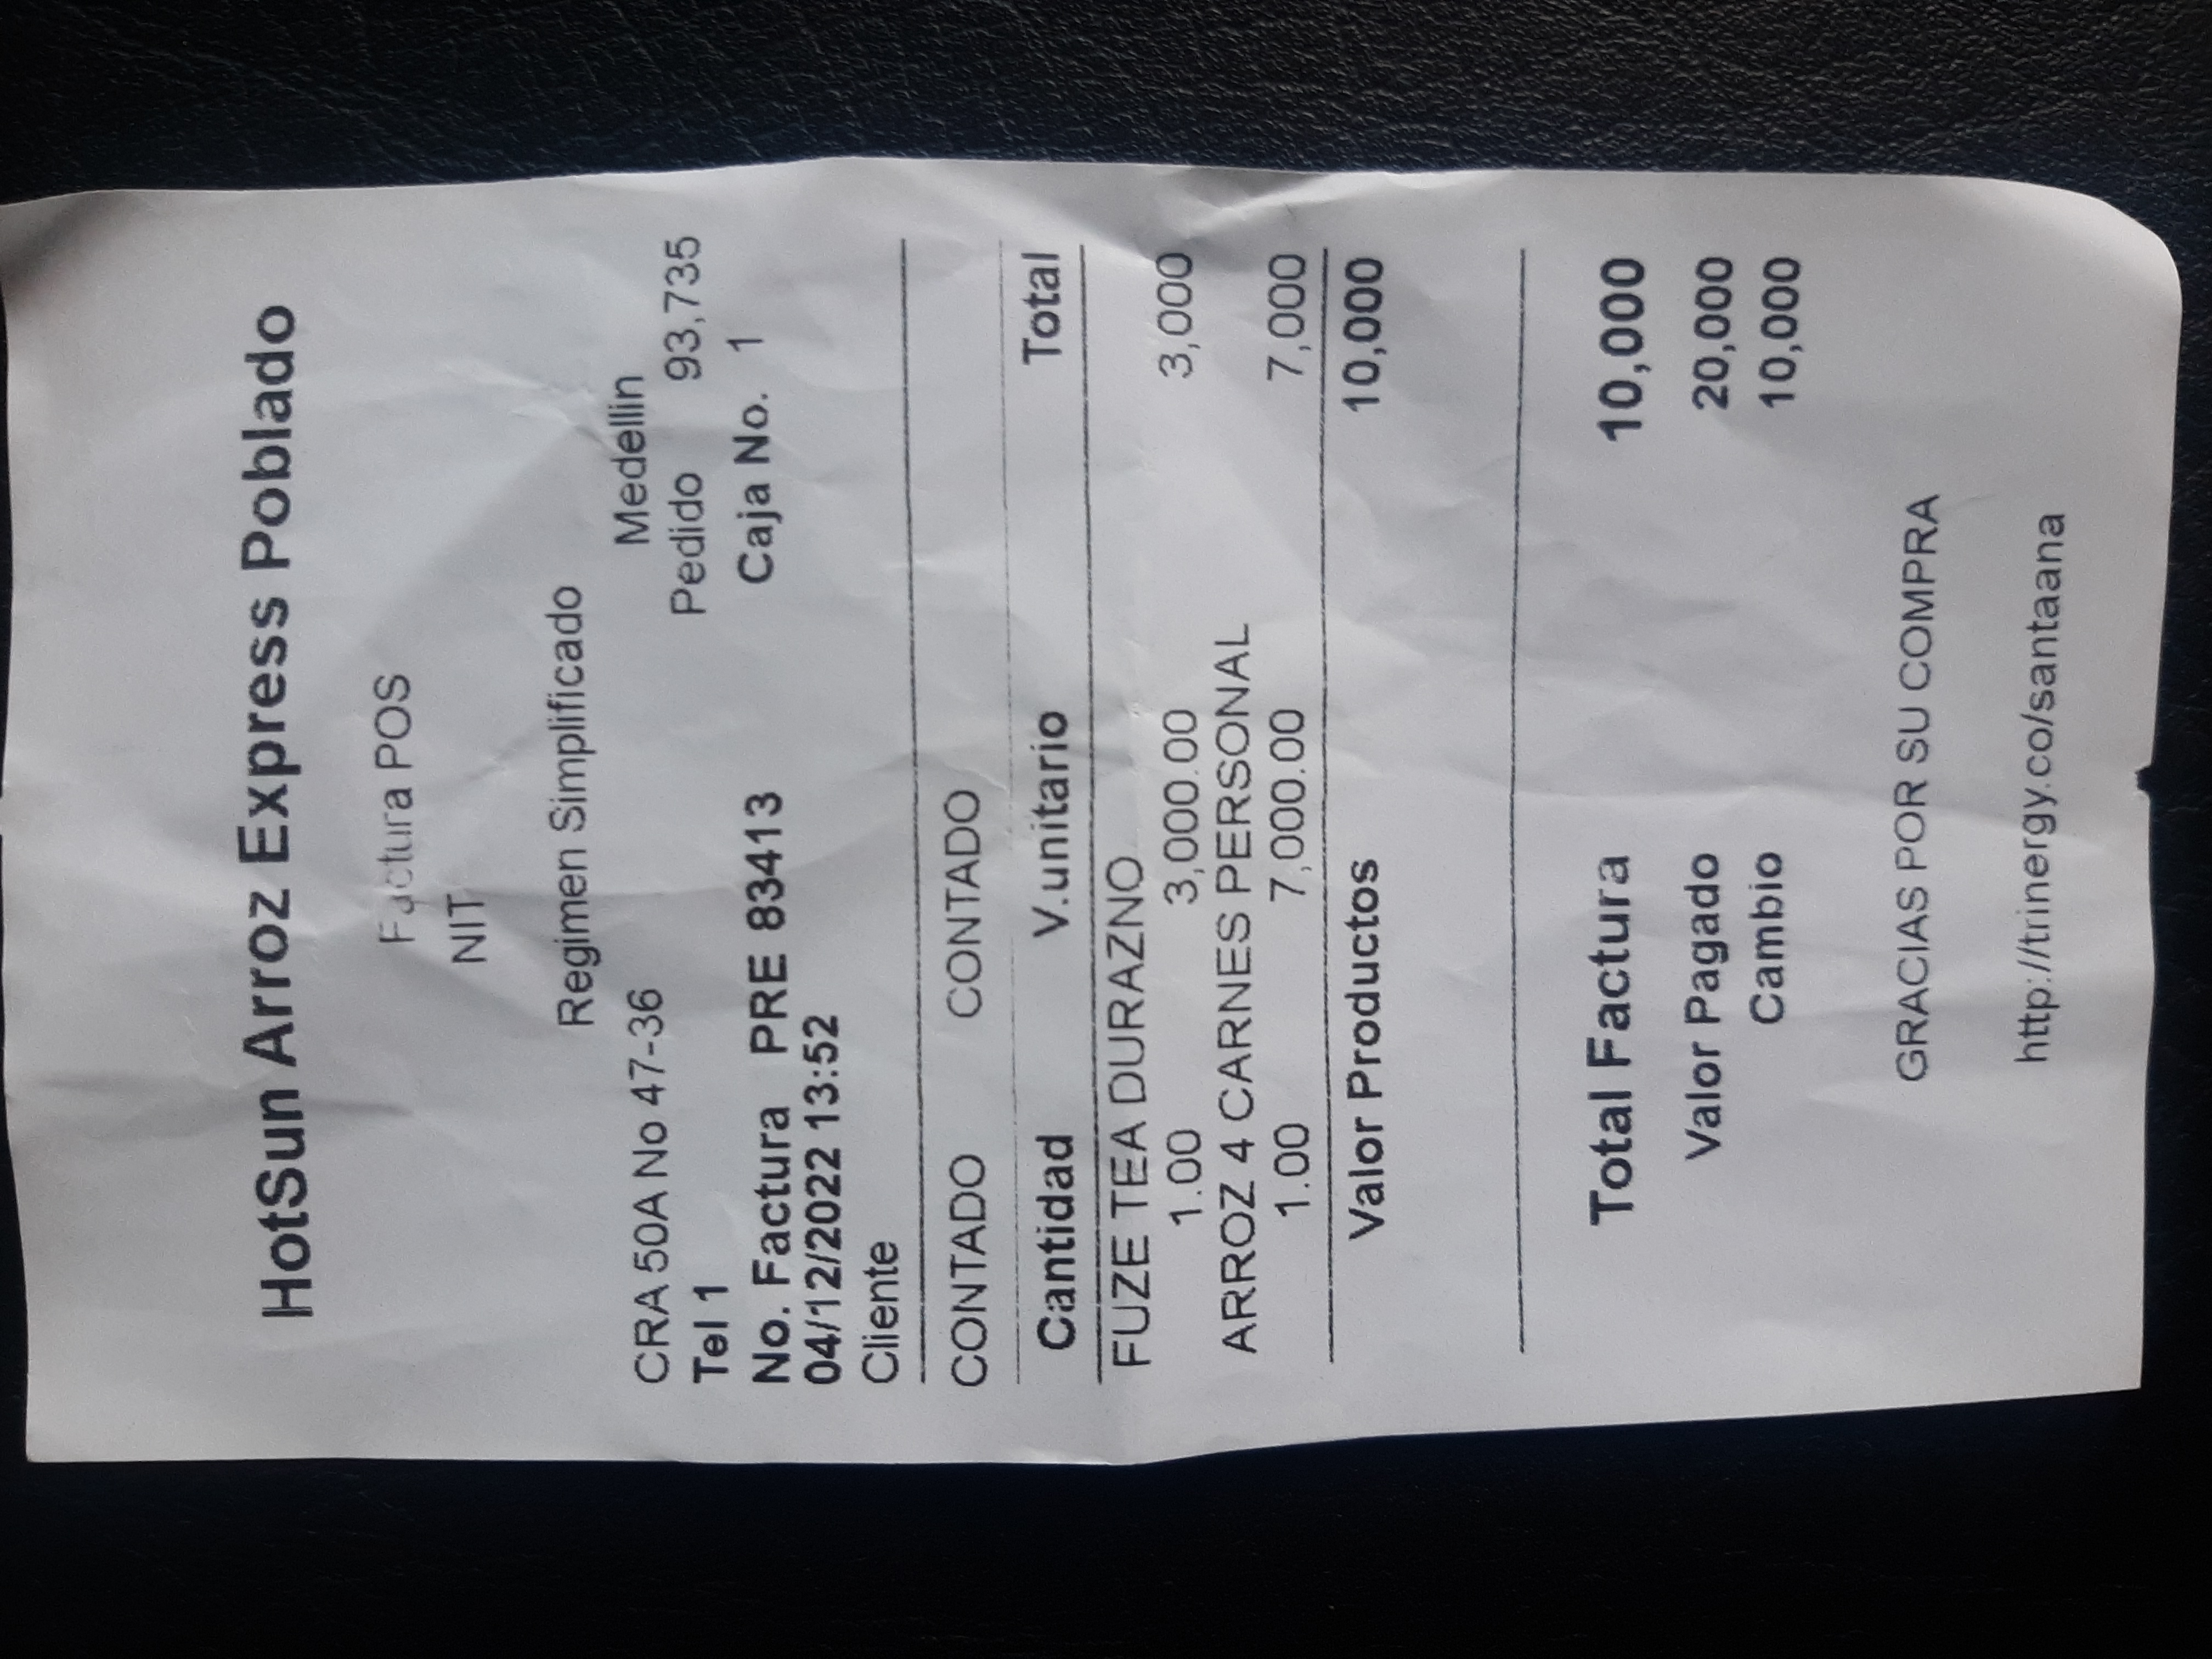 HotSun Arroz Express Poblado
Factura POS
NIT
Regimen Simplificado
CRA 50A No 47-36 Medellin
Tel 1 Pedido 93,735
No. Factura PRE 83413 Caja No. 1
04/12/2022 13:52
Cliente
CONTADO CONTADO
Cantidad V.unitario Total
FUZE TEA DURAZNO
1.00 3,000.00 3,000
ARROZ 4 CARNES PERSONAL
1.00 7,000.00 7,000
Valor Productos 10,000
Total Factura 10,000
Valor Pagado 20,000
Cambio 10,000
GRACIAS POR SU COMPRA
http://trinergy.co/santaana